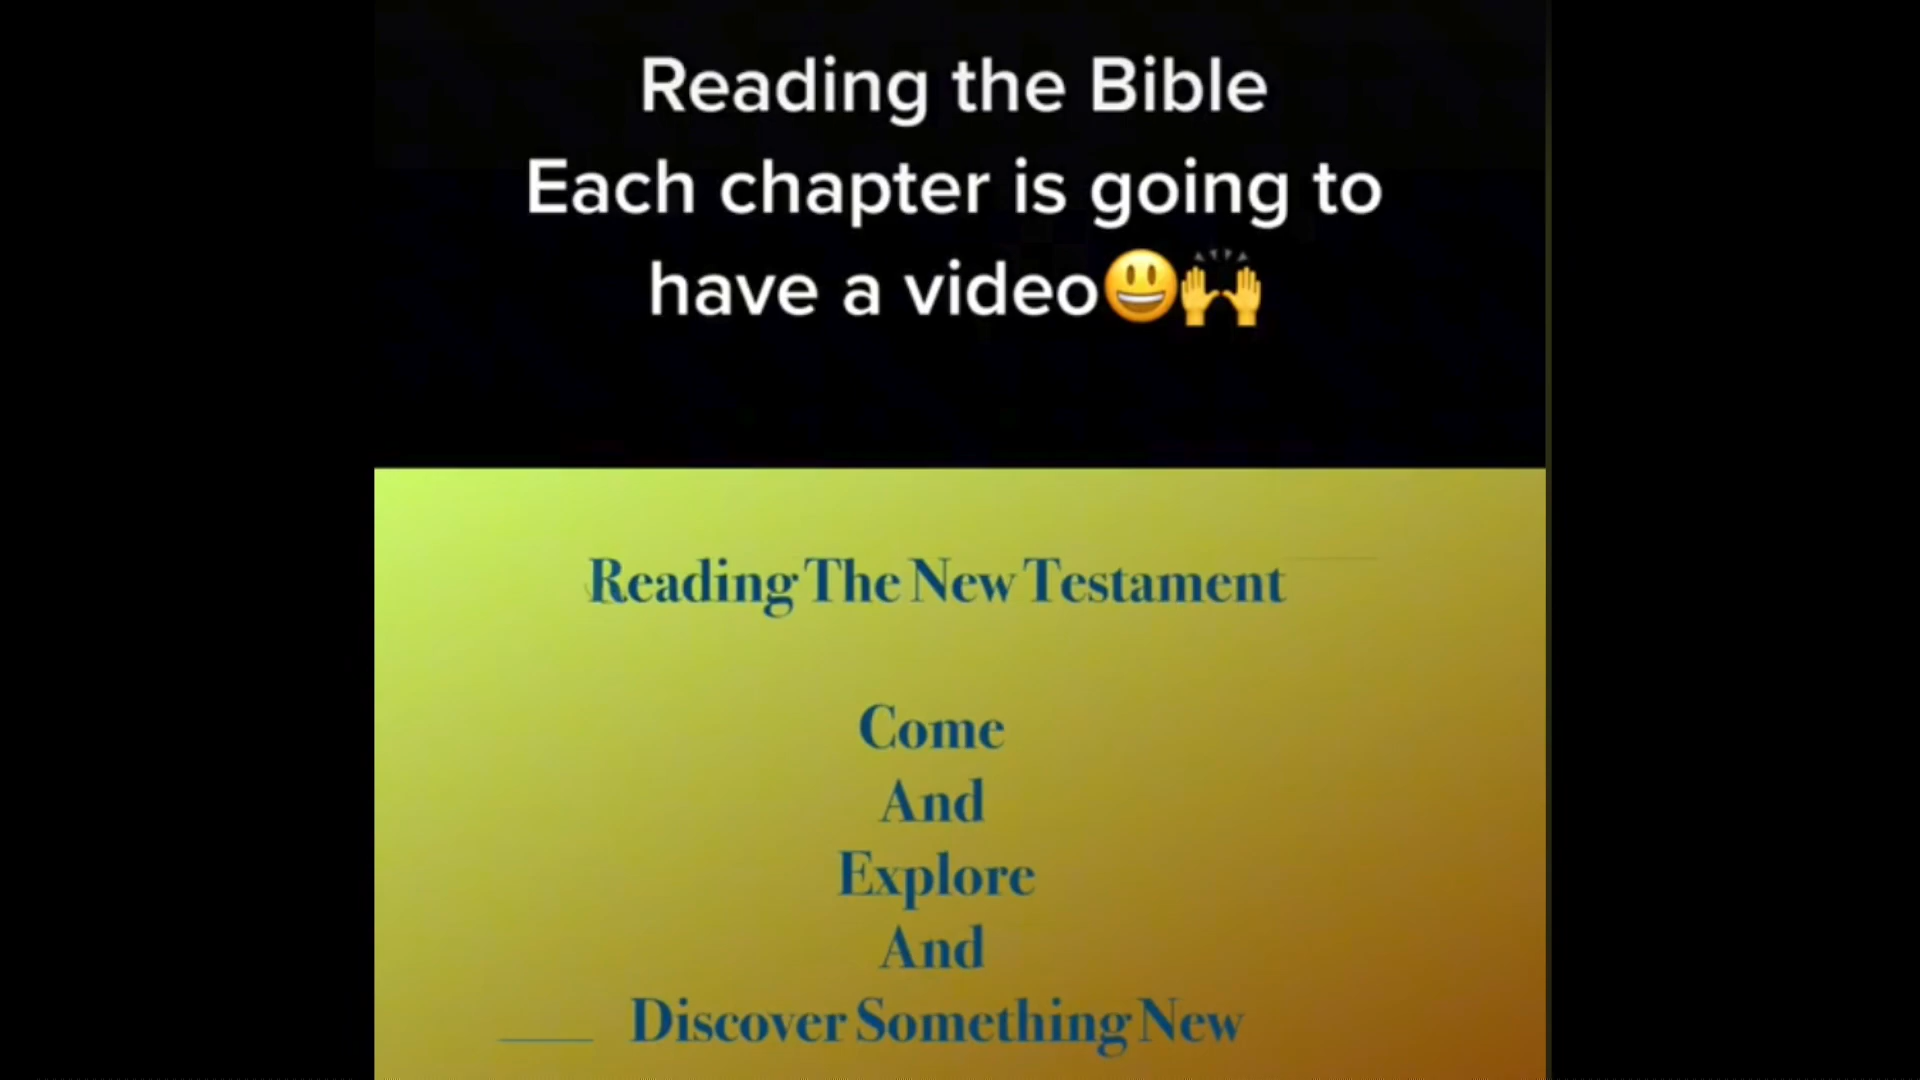 Reading the Bible
Each chapter is going to
have a video😃🙌
Reading The New Testament
Come
And
Explore
And
Discover Something New